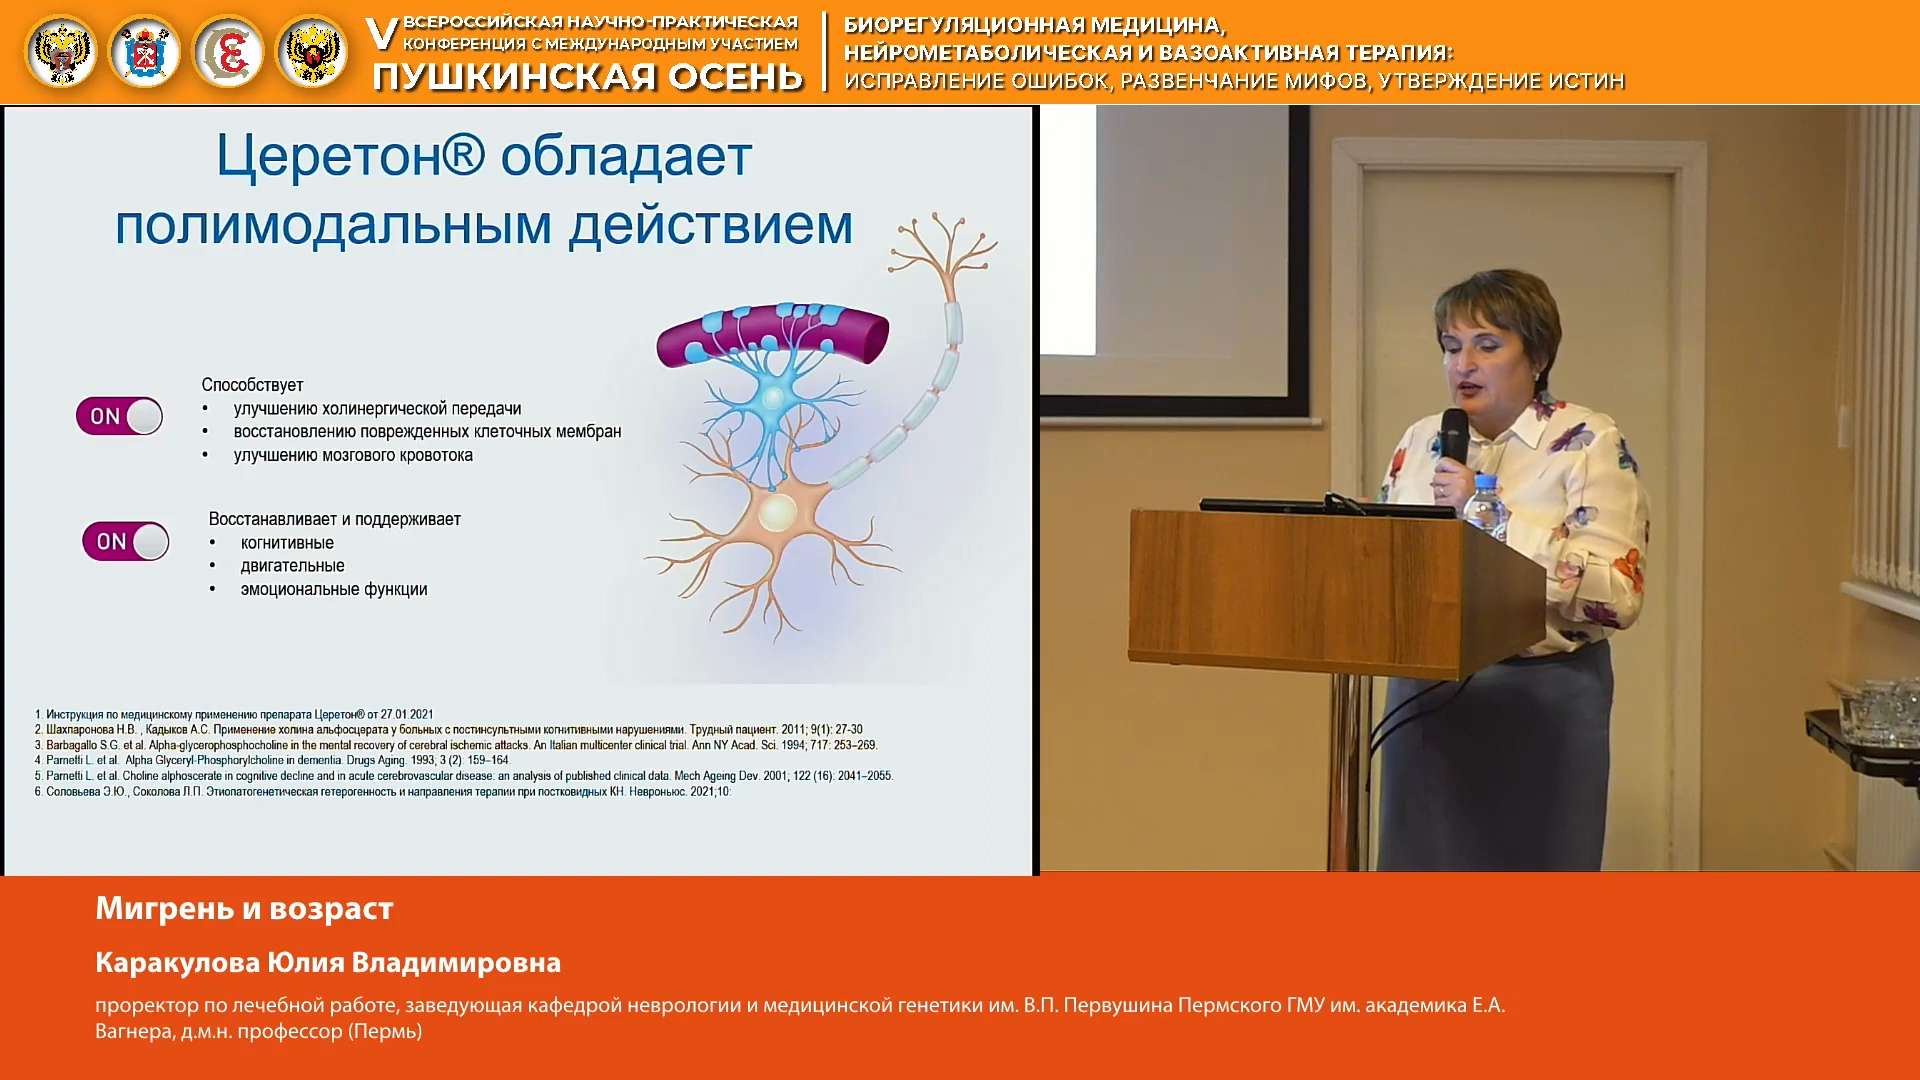 V ВСЕРОССИЙСКАЯ НАУЧНО-ПРАКТИЧЕСКАЯ
КОНФЕРЕНЦИЯ С МЕЖДУНАРОДНЫМ УЧАСТИЕМ
ПУШКИНСКАЯ ОСЕНЬ
БИОРЕГУЛЯЦИОННАЯ МЕДИЦИНА,
НЕЙРОМЕТАБОЛИЧЕСКАЯ И ВАЗОАКТИВНАЯ ТЕРАПИЯ:
ИСПРАВЛЕНИЕ ОШИБОК, РАЗВЕНЧАНИЕ МИФОВ, УТВЕРЖДЕНИЕ ИСТИН
Церетон® обладает
полимодальным действием
ON
Способствует
• улучшению холинергической передачи
• восстановлению поврежденных клеточных мембран
• улучшению мозгового кровотока
ON
Восстанавливает и поддерживает
• когнитивные
• двигательные
• эмоциональные функции
1. Инструкция по медицинскому применению препарата Церетон® от 27.01.2021
2. Шахпаронова Н.В. , Кадыков А.С. Применение холина альфосцерата у больных с постинсультными когнитивными нарушениями. Трудный пациент. 2011; 9(1): 27-30
3. Barbagallo S.G. et al. Alpha-glycerophosphocholine in the mental recovery of cerebral ischemic attacks. An Italian multicenter clinical trial. Ann NY Acad. Sci. 1994; 717: 253–269.
4. Parnetti L. et al. Alpha Glyceryl-Phosphorylcholine in dementia. Drugs Aging. 1993; 3 (2): 159–164.
5. Parnetti L. et al. Choline alphoscerate in cognitive decline and in acute cerebrovascular disease: an analysis of published clinical data. Mech Ageing Dev. 2001; 122 (16): 2041–2055.
6. Соловьева Э.Ю., Соколова Л.П. Этиопатогенетическая гетерогенность и направления терапии при постковидных КН. Невроньюс. 2021;10:
Мигрень и возраст
Каракулова Юлия Владимировна
проректор по лечебной работе, заведующая кафедрой неврологии и медицинской генетики им. В.П. Первушина Пермского ГМУ им. академика Е.А.
Вагнера, д.м.н. профессор (Пермь)